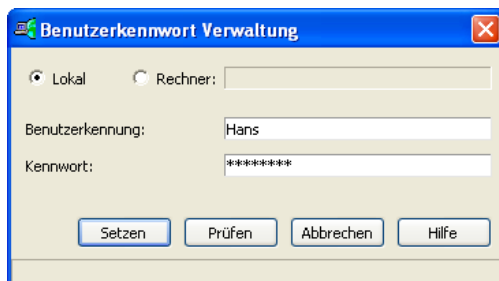 Benutzerkennwort Verwaltung
Lokal Rechner:
Benutzerkennung: Hans
Kennwort: ********
Setzen Prüfen Abbrechen Hilfe